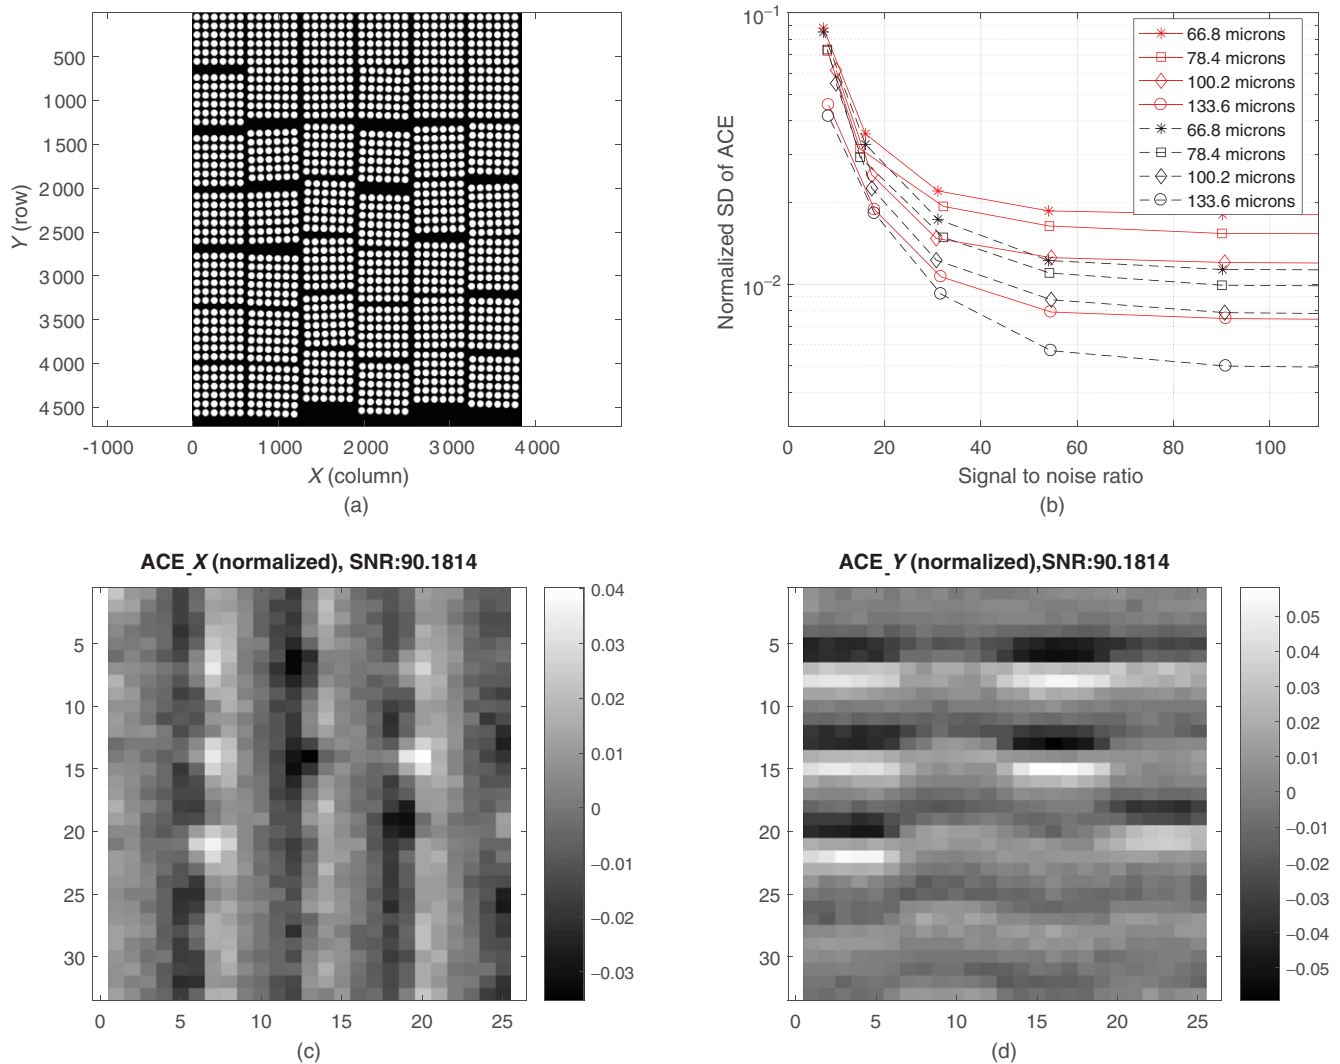 0
500
1000
1500
2000
2500
3000
3500
4000
4500
Y (row)
-1000 0 1000 2000 3000 4000
X (column)
(a)
10^-1
10^-2
Normalized SD of ACE
66.8 microns
78.4 microns
100.2 microns
133.6 microns
66.8 microns
78.4 microns
100.2 microns
133.6 microns
0 20 40 60 80 100
Signal to noise ratio
(b)
ACE_X (normalized), SNR:90.1814
5
10
15
20
25
30
0 5 10 15 20 25
0.04
0.03
0.02
0.01
0
−0.01
−0.02
−0.03
(c)
ACE_Y (normalized),SNR:90.1814
5
10
15
20
25
30
0 5 10 15 20 25
0.05
0.04
0.03
0.02
0.01
0
−0.01
−0.02
−0.03
−0.04
−0.05
(d)